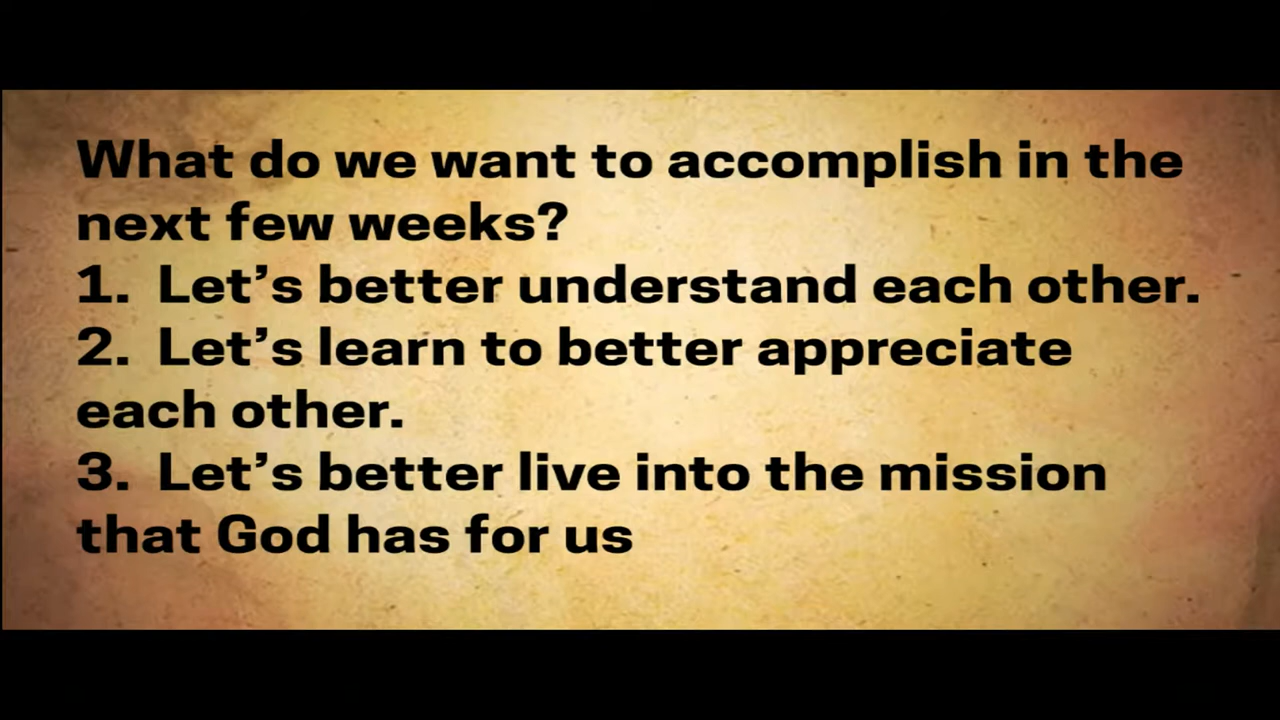 What do we want to accomplish in the
next few weeks?
1. Let’s better understand each other.
2. Let’s learn to better appreciate
each other.
3. Let’s better live into the mission
that God has for us